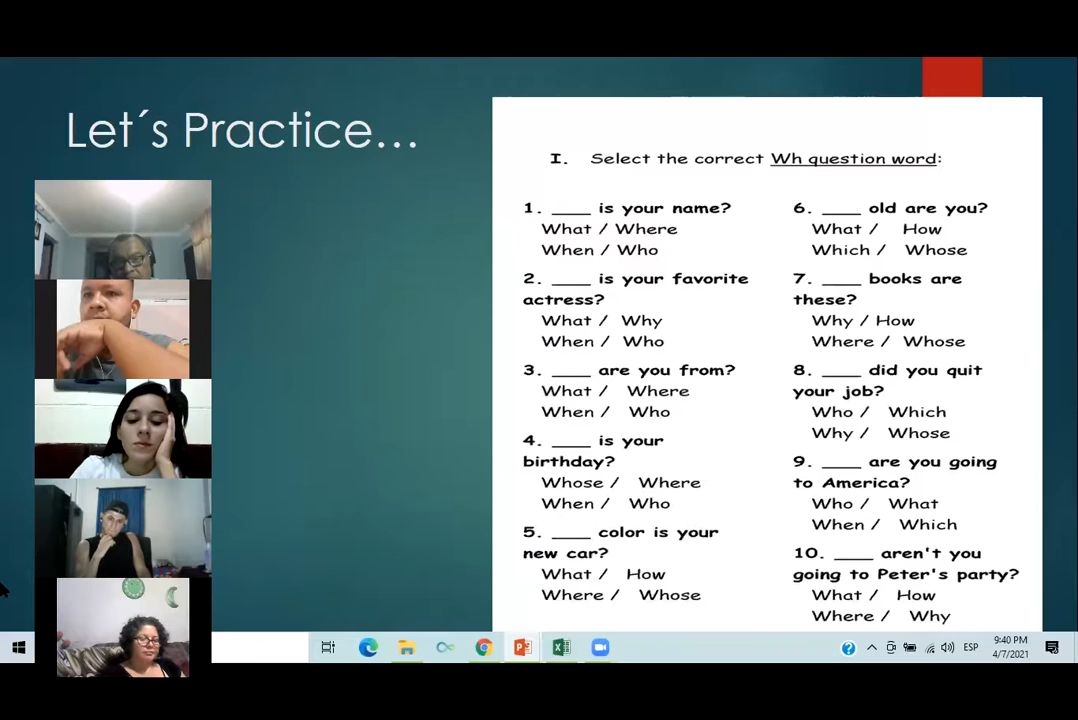 Let´s Practice...
I. Select the correct Wh question word:
1. ____ is your name?
What / Where
When / Who
2. ____ is your favorite
actress?
What / Why
When / Who
3. ____ are you from?
What / Where
When / Who
4. ____ is your
birthday?
Whose / Where
When / Who
5. ____ color is your
new car?
What / How
Where / Whose
6. ____ old are you?
What / How
Which / Whose
7. ____ books are
these?
Why / How
Where / Whose
8. ____ did you quit
your job?
Who / Which
Why / Whose
9. ____ are you going
to America?
Who / What
When / Which
10. ____ aren't you
going to Peter's party?
What / How
Where / Why
ESP
9:40 PM
4/7/2021